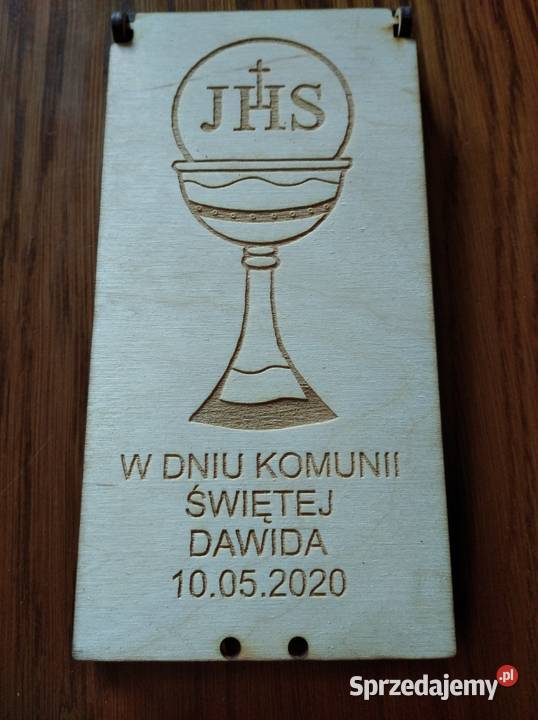 JHS
W DNIU KOMUNII
ŚWIĘTEJ
DAWIDA
10.05.2020
Sprzedajemy.pl